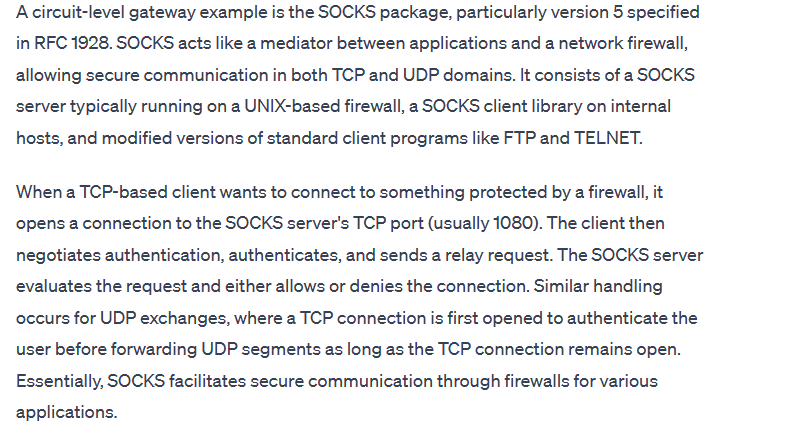 A circuit-level gateway example is the SOCKS package, particularly version 5 specified
in RFC 1928. SOCKS acts like a mediator between applications and a network firewall,
allowing secure communication in both TCP and UDP domains. It consists of a SOCKS
server typically running on a UNIX-based firewall, a SOCKS client library on internal
hosts, and modified versions of standard client programs like FTP and TELNET.
When a TCP-based client wants to connect to something protected by a firewall, it
opens a connection to the SOCKS server's TCP port (usually 1080). The client then
negotiates authentication, authenticates, and sends a relay request. The SOCKS server
evaluates the request and either allows or denies the connection. Similar handling
occurs for UDP exchanges, where a TCP connection is first opened to authenticate the
user before forwarding UDP segments as long as the TCP connection remains open.
Essentially, SOCKS facilitates secure communication through firewalls for various
applications.